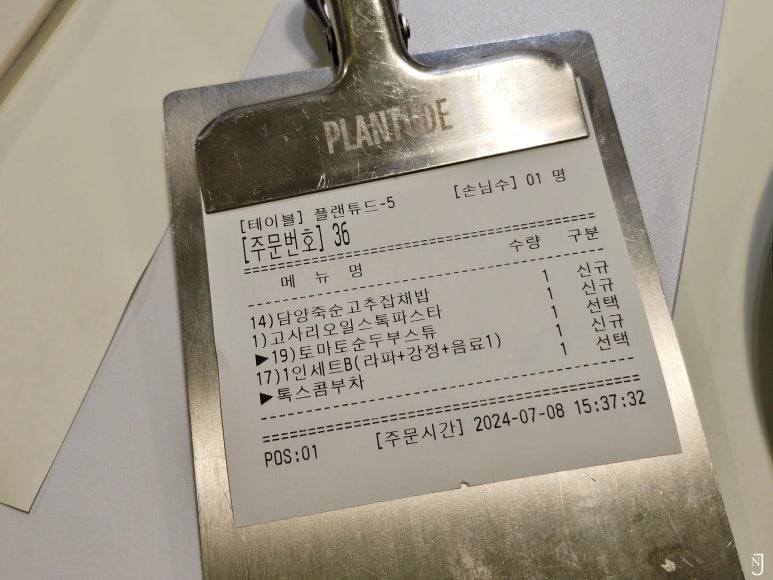 PLANTUDE
[테이블] 플랜튜드-5 [손님수] 01 명
[주문번호] 36
메 뉴 명 수량 구분
14)담양죽순고추잡채밥 1 신규
1)고사리오일스톡파스타 1 신규
▶19)토마토순두부스튜 1 선택
17)1인세트B(라파+강정+음료1) 1 신규
▶톡스콤부차 1 선택
POS:01 [주문시간] 2024-07-08 15:37:32
NJ